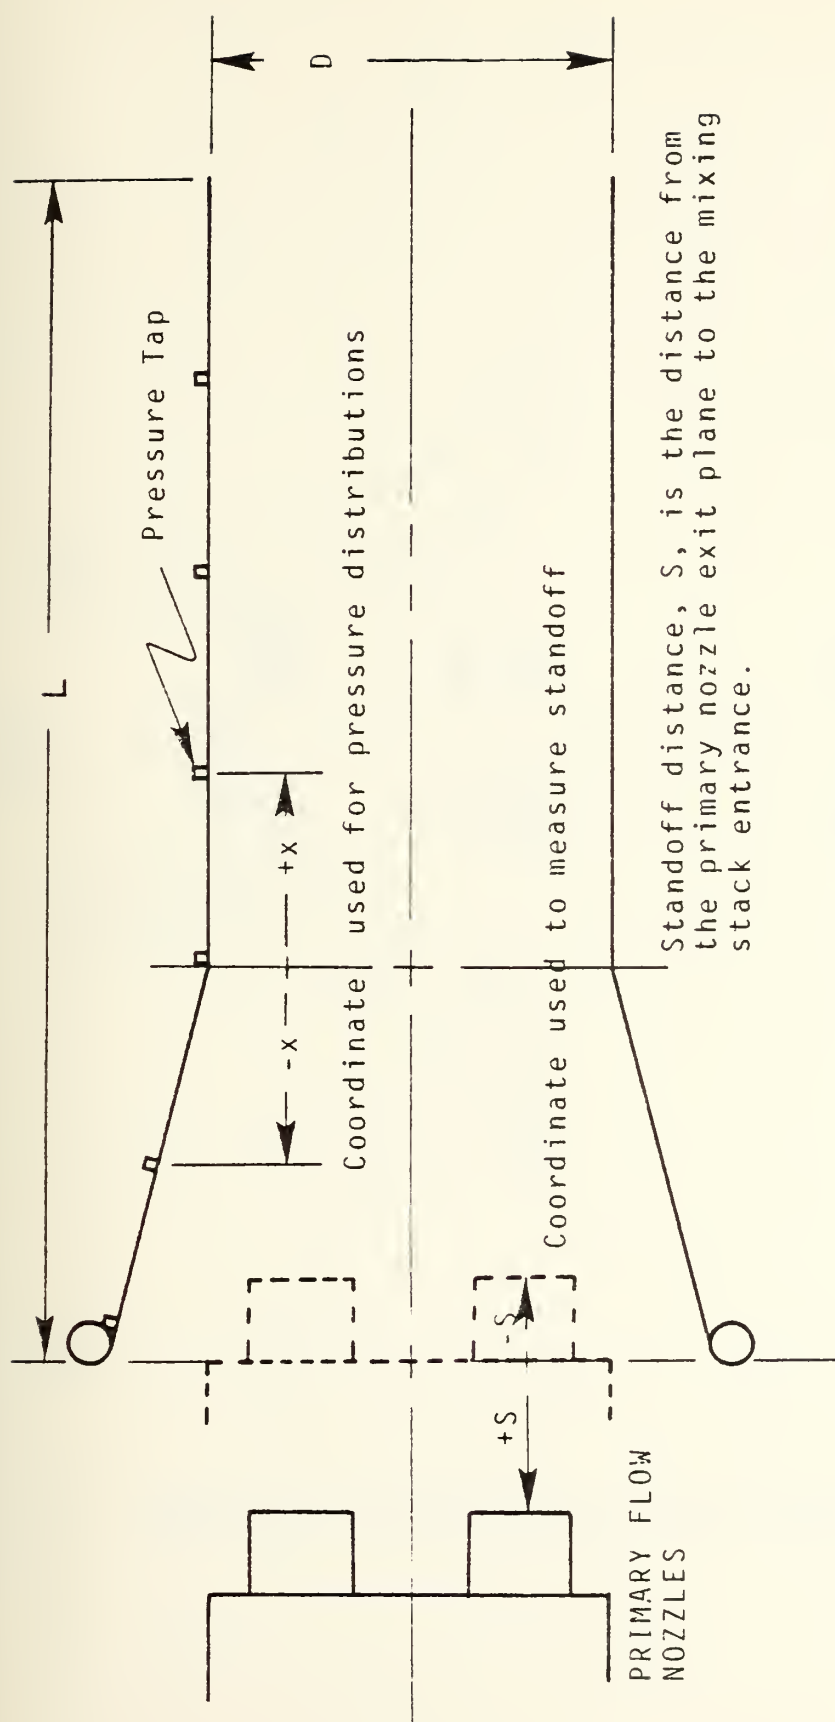 L
D
Pressure Tap
-x
+x
Coordinate used for pressure distributions
Coordinate used to measure standoff
+S
-S
PRIMARY FLOW
NOZZLES
Standoff distance, S, is the distance from
the primary nozzle exit plane to the mixing
stack entrance.